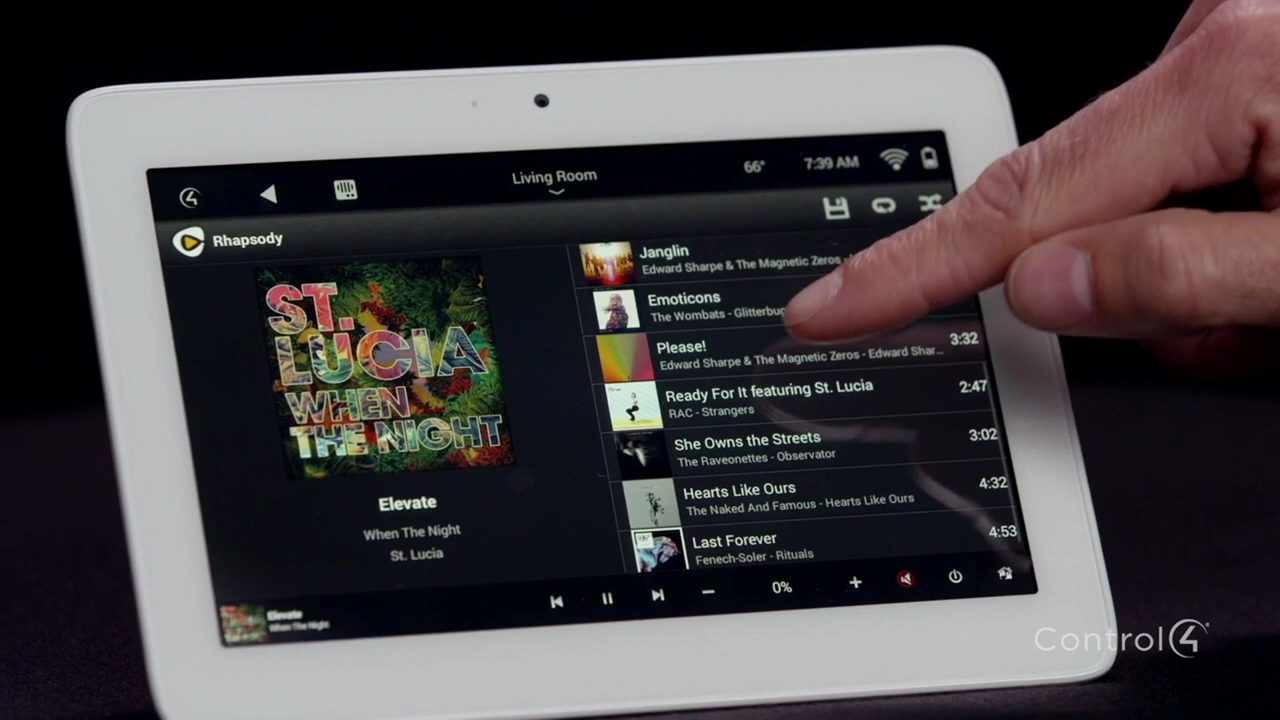 4
Living Room
66°
7:39 AM
Rhapsody
ST.
LUCIA
WHEN
THE NIGHT
Elevate
When The Night
St. Lucia
Janglin
Edward Sharpe & The Magnetic Zeros -
Emoticons
The Wombats - Glitterbug
Please!
3:32
Edward Sharpe & The Magnetic Zeros - Edward Shar...
Ready For It featuring St. Lucia
2:47
RAC - Strangers
She Owns the Streets
3:02
The Raveonettes - Observator
Hearts Like Ours
4:32
The Naked And Famous - Hearts Like Ours
Last Forever
4:53
Fenech-Soler - Rituals
Elevate
When The Night
0%
Control4